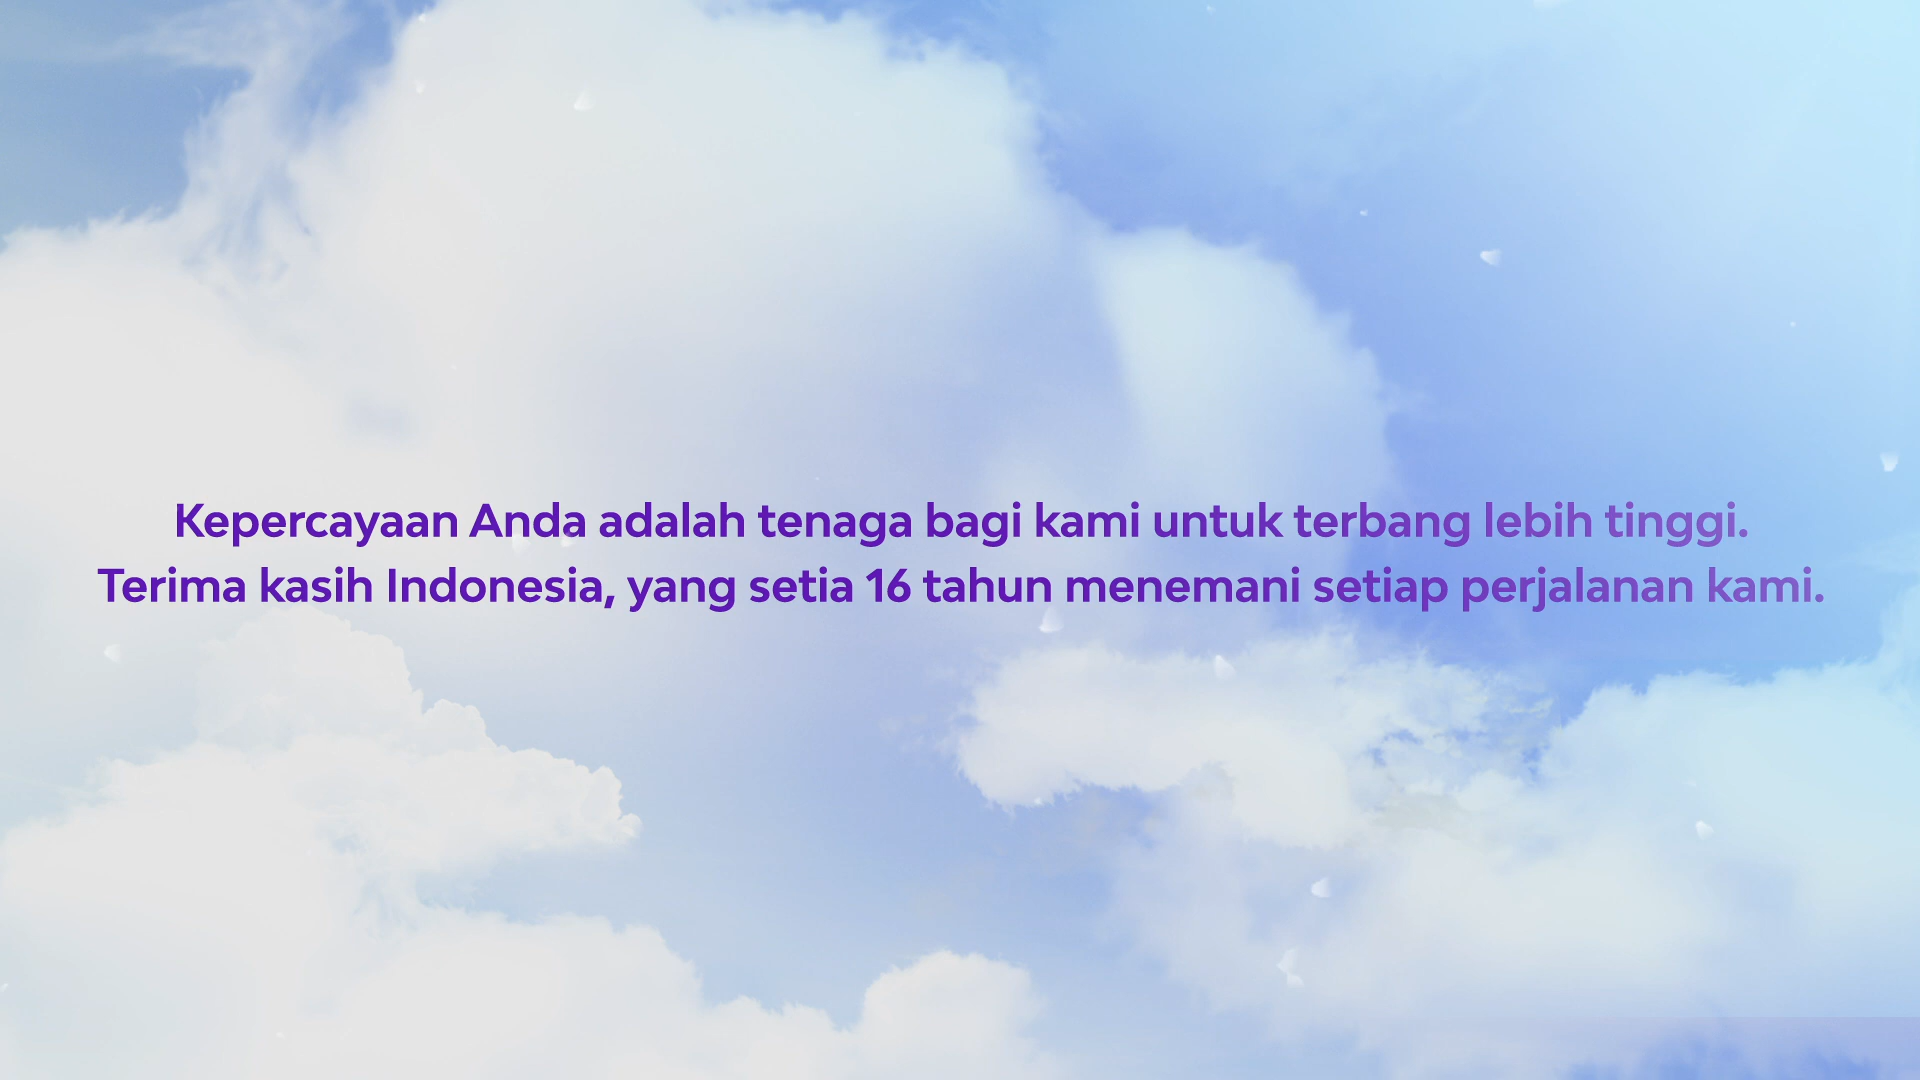 Kepercayaan Anda adalah tenaga bagi kami untuk terbang lebih tinggi.
Terima kasih Indonesia, yang setia 16 tahun menemani setiap perjalanan kami.